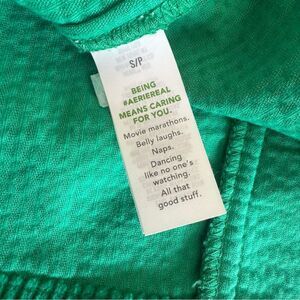 S/P
BEING
#AERIEREAL
MEANS CARING
FOR YOU.
Movie marathons.
Belly laughs.
Naps.
Dancing
like no one's
watching.
All that
good stuff.